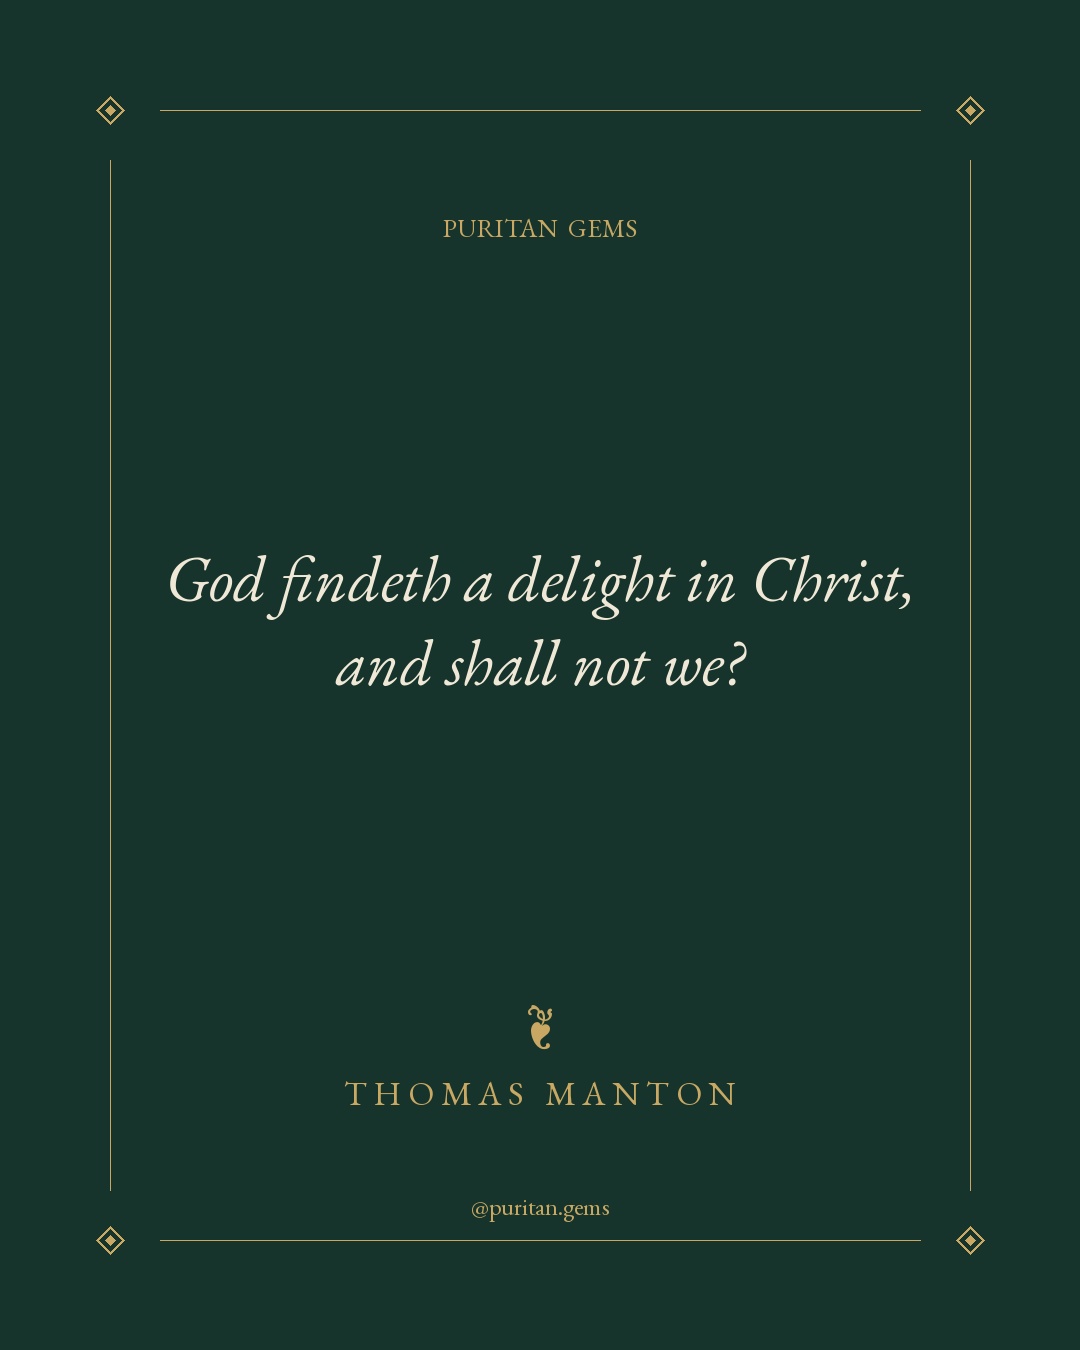 PURITAN GEMS
God findeth a delight in Christ,
and shall not we?
THOMAS MANTON
@puritan.gems